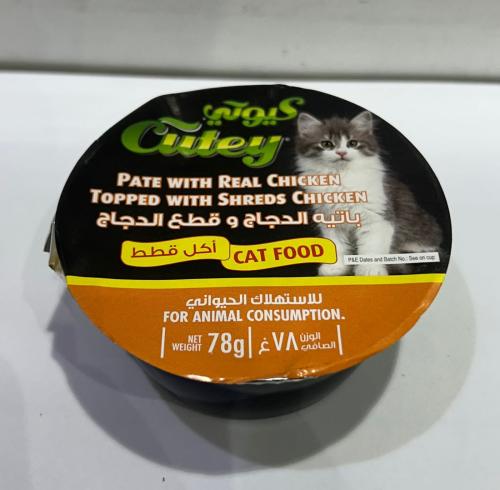 كيوتي
Cutey
PATE WITH REAL CHICKEN
TOPPED WITH SHREDS CHICKEN
باتيه الدجاج و قطع الدجاج
أكل قطط CAT FOOD
P&E Dates and Batch No.: See on cup
للاستهلاك الحيواني
FOR ANIMAL CONSUMPTION.
NET WEIGHT 78g الوزن الصافي ٧٨ غ